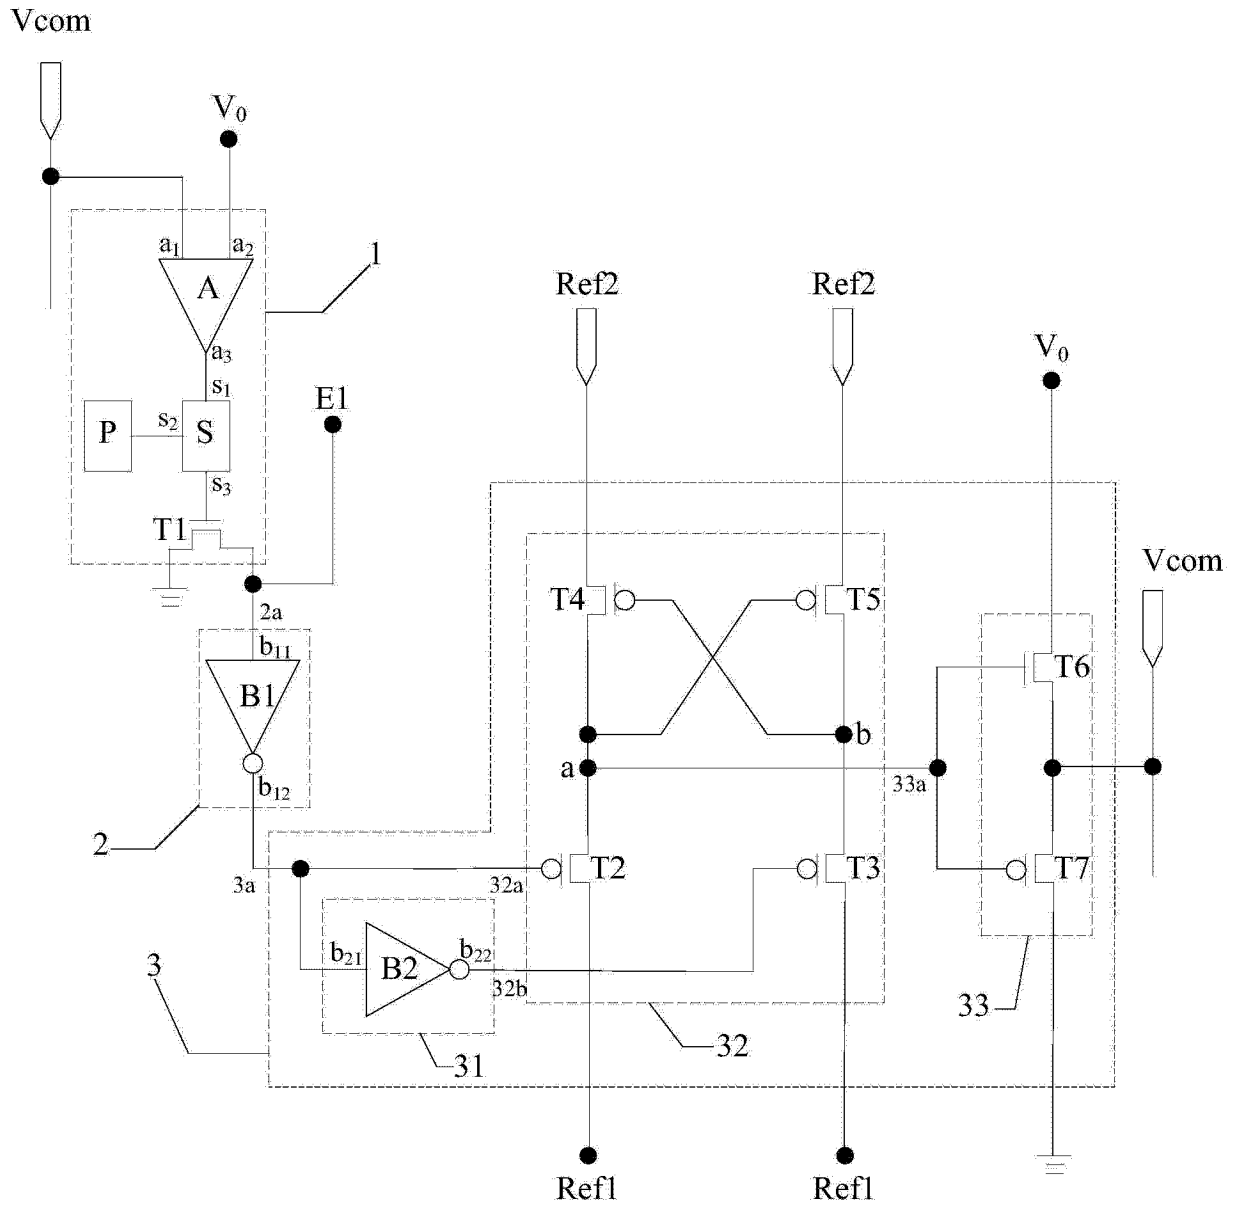 Vcom
V₀
a₁ a₂
A
1
a₃
s₁
P s₂ S
s₃
T1
E1
2a
b₁₁
B1
b₁₂
2
Ref2 Ref2
V₀
Vcom
T4 T5
T6
b
a
33a
3a 32a T2 T3 T7
b₂₁ B2 b₂₂
32b
3
31
32
33
Ref1 Ref1